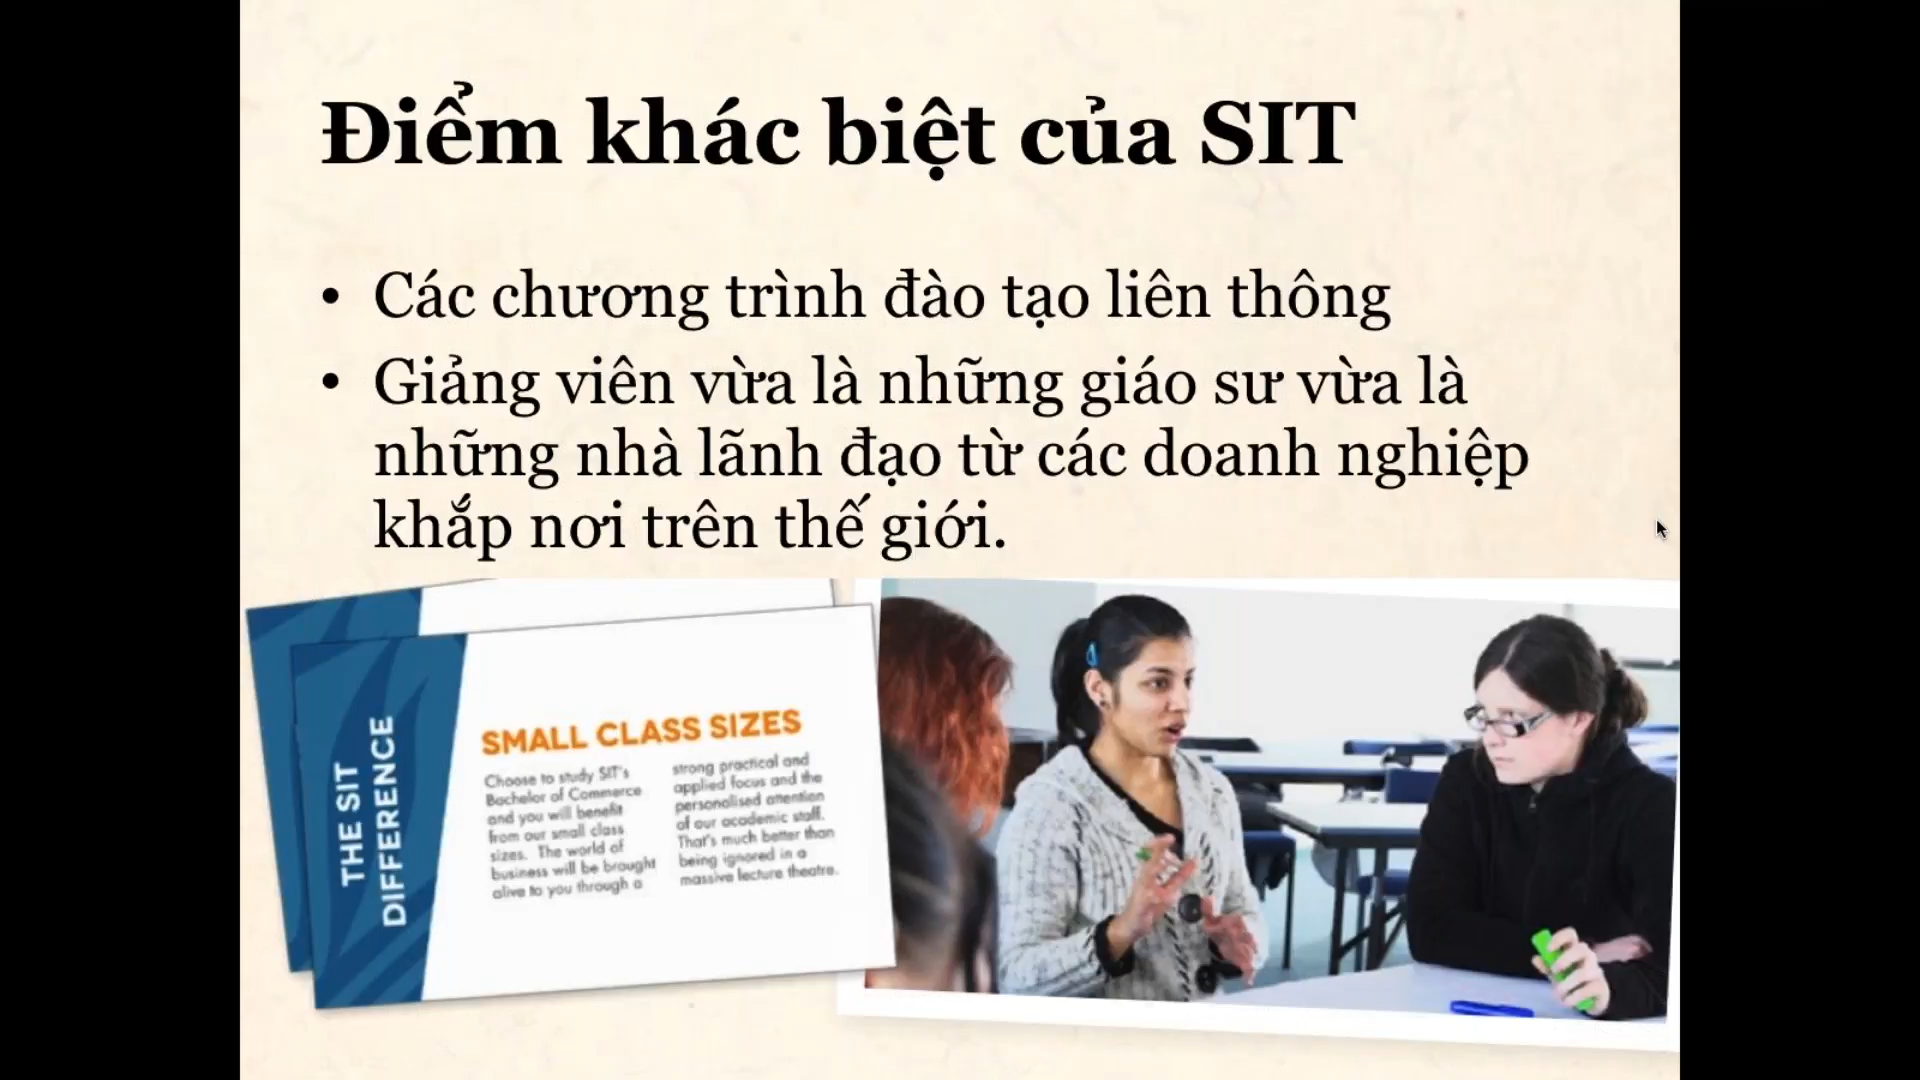 Điểm khác biệt của SIT
• Các chương trình đào tạo liên thông
• Giảng viên vừa là những giáo sư vừa là
những nhà lãnh đạo từ các doanh nghiệp
khắp nơi trên thế giới.
THE SIT
DIFFERENCE
SMALL CLASS SIZES
Choose to study SIT's
Bachelor of Commerce
and you will benefit
from our small class
sizes. The world of
business will be brought
alive to you through a
strong practical and
applied focus and the
personalised attention
of our academic staff.
That's much better than
being ignored in a
massive lecture theatre.